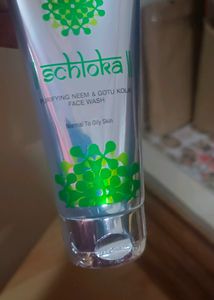 schloka
PURIFYING NEEM & GOTU KOLA
FACE WASH
Normal To Oily Skin